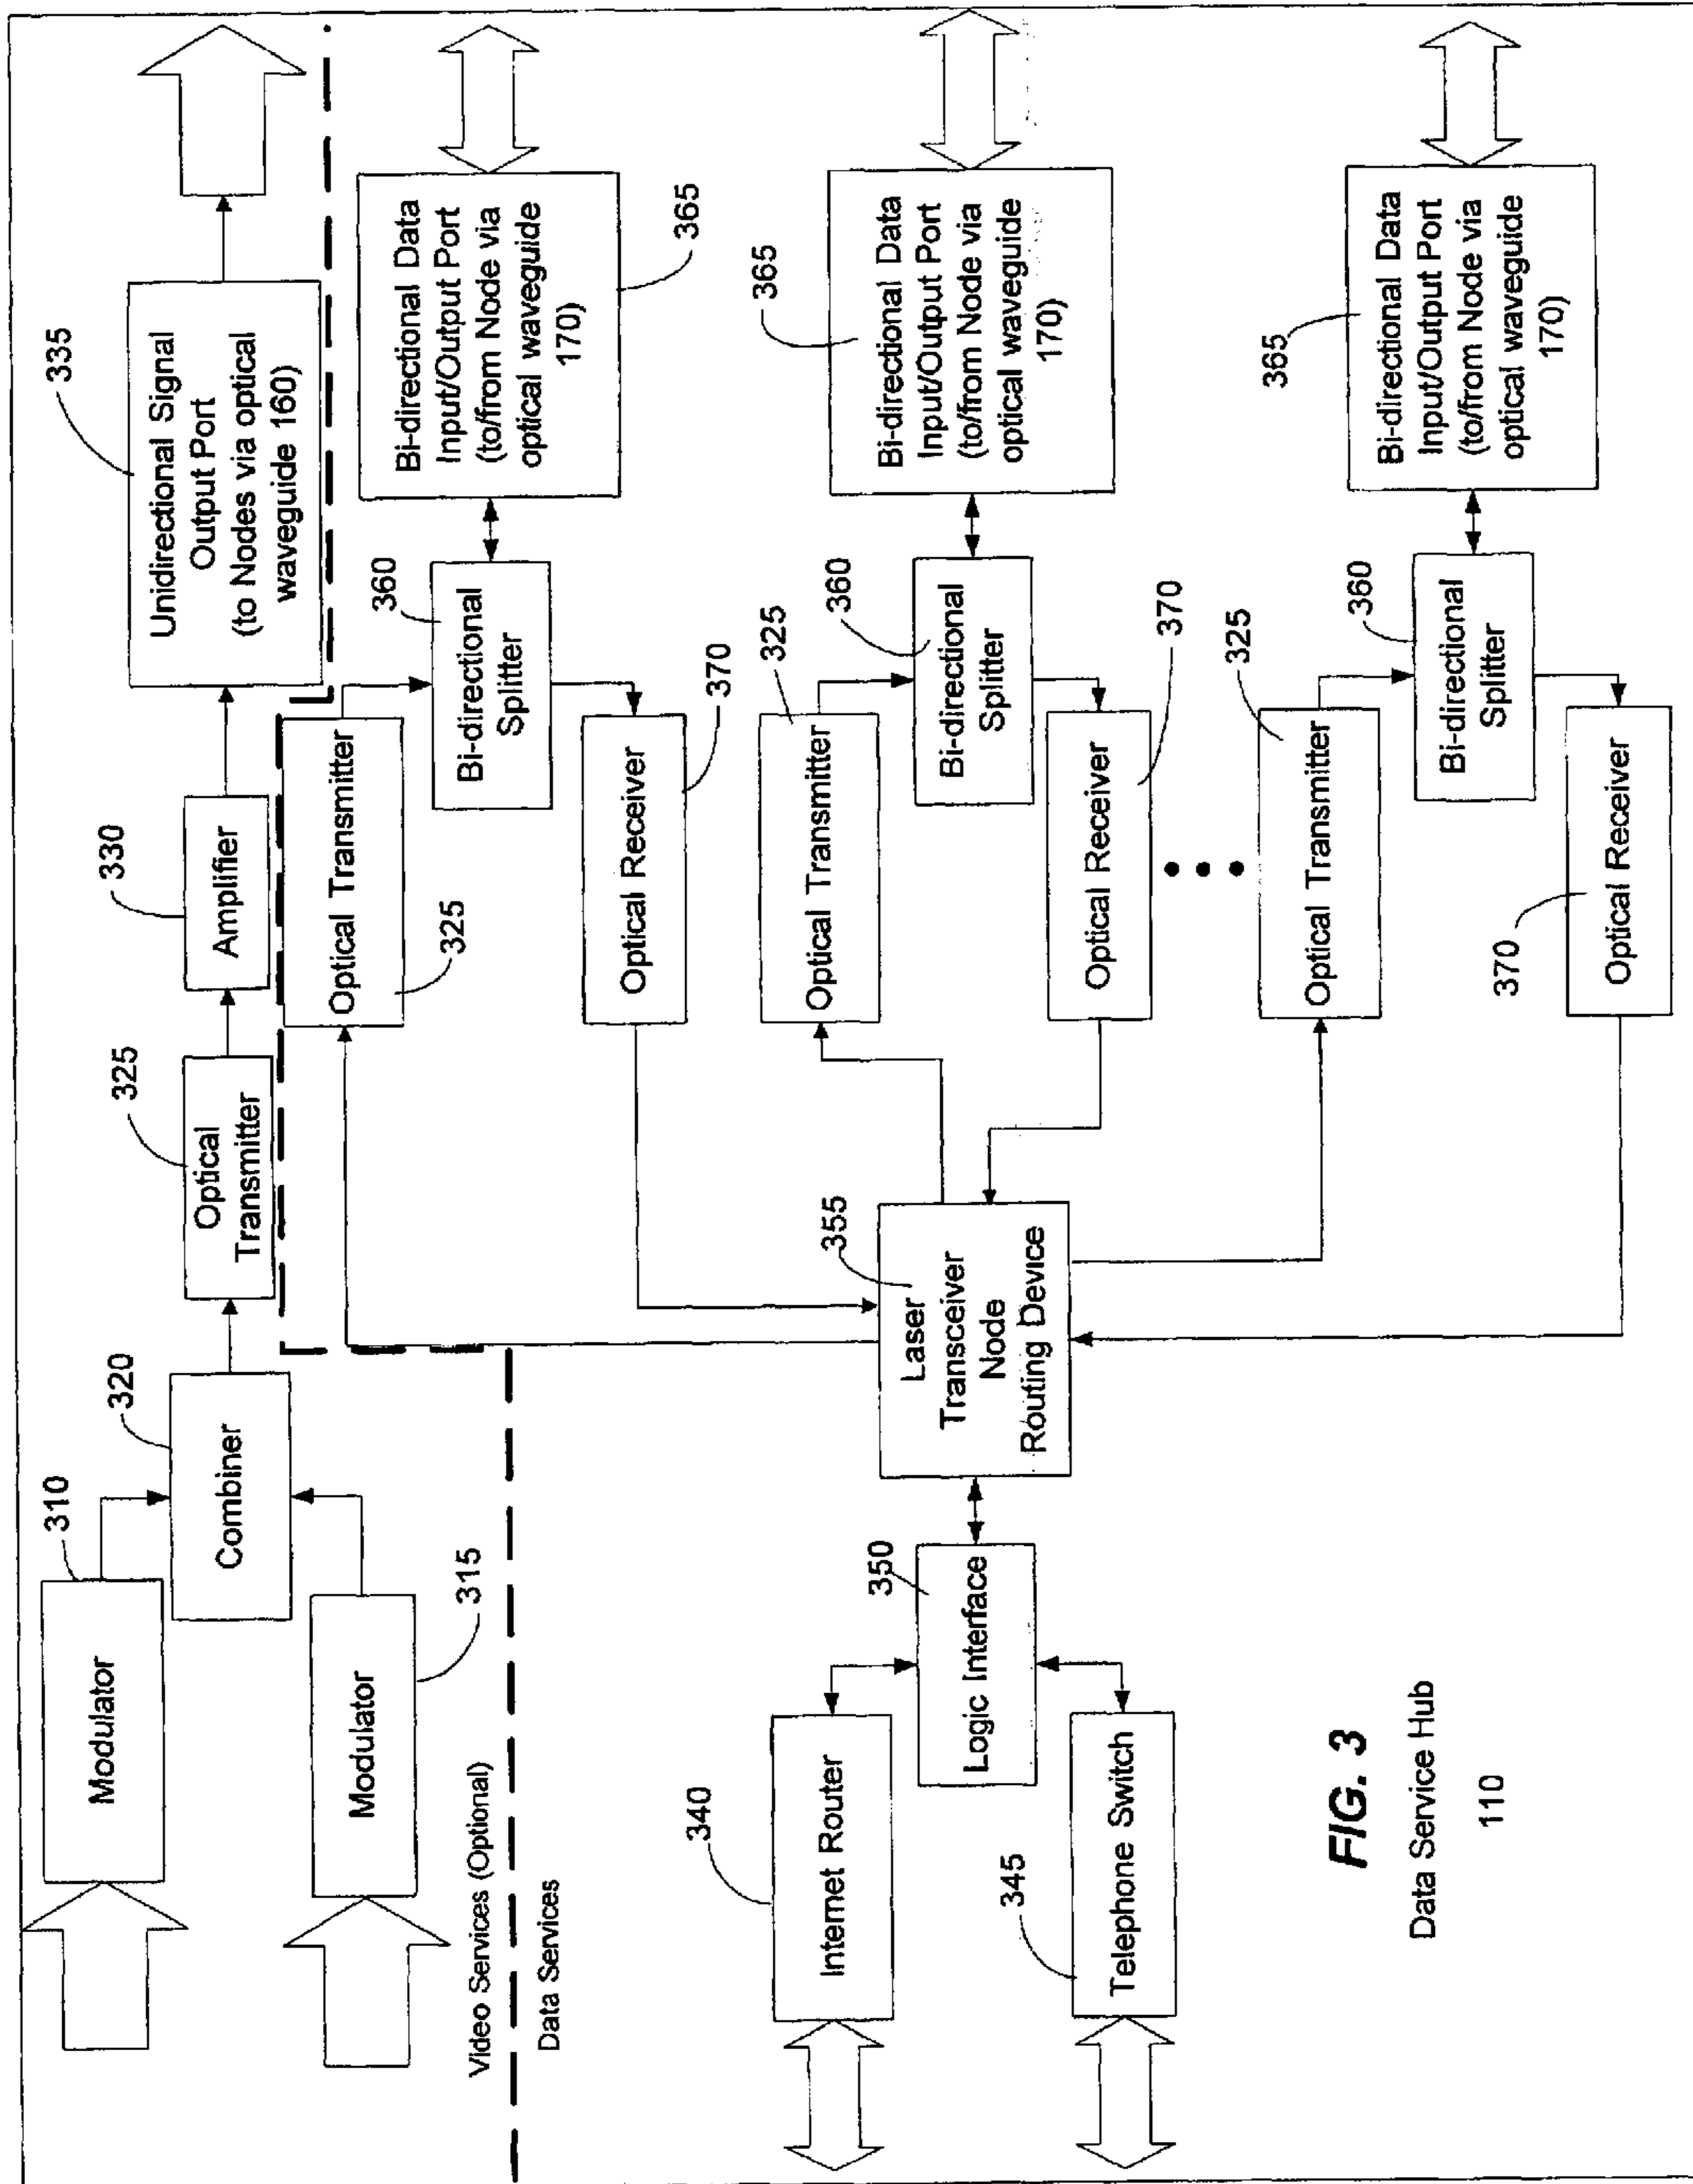 335
Unidirectional Signal
Output Port
(to Nodes via optical
waveguide 160)
330
Amplifier
325
Optical
Transmitter
320
Combiner
310
Modulator
315
Modulator
Video Services (Optional)
Data Services
Optical Transmitter
325
360
Bi-directional
Splitter
Bi-directional Data
Input/Output Port
(to/from Node via
optical waveguide
170)
365
Optical Receiver
370
325
Optical Transmitter
360
Bi-directional
Splitter
365
Bi-directional Data
Input/Output Port
(to/from Node via
optical waveguide
170)
Optical Receiver
370
325
Optical Transmitter
360
Bi-directional
Splitter
365
Bi-directional Data
Input/Output Port
(to/from Node via
optical waveguide
170)
370
Optical Receiver
355
Laser
Transceiver
Node
Routing Device
350
Logic Interface
340
Internet Router
345
Telephone Switch
FIG. 3
Data Service Hub
110